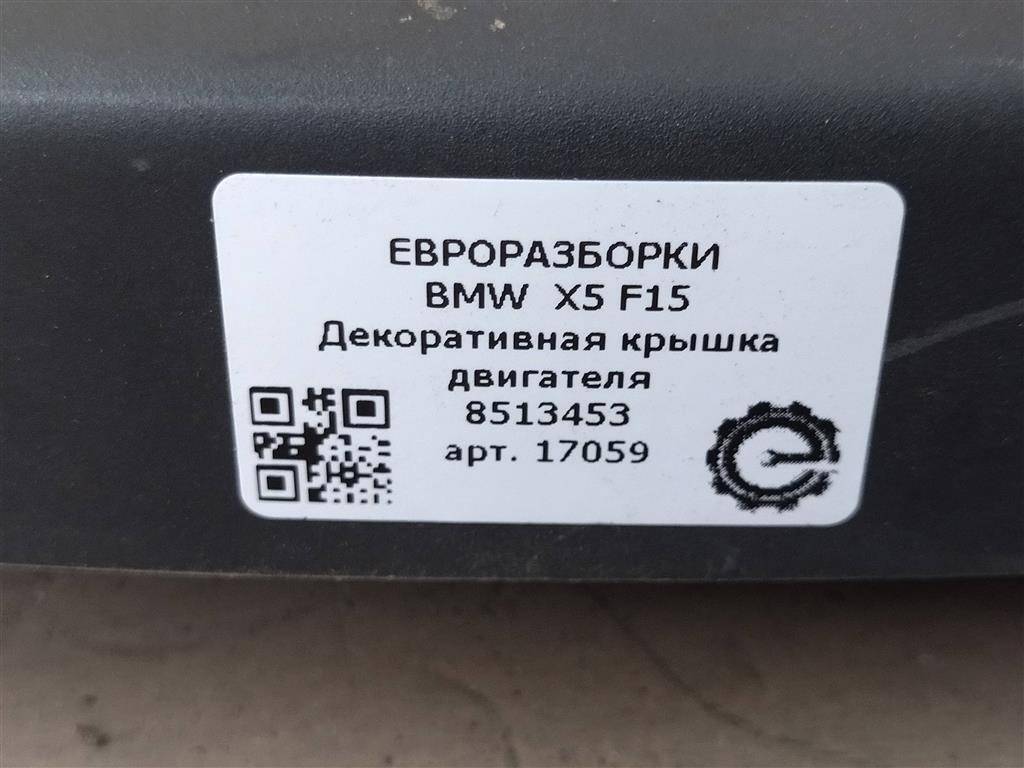 ЕВРОРАЗБОРКИ
BMW X5 F15
Декоративная крышка
двигателя
8513453
арт. 17059